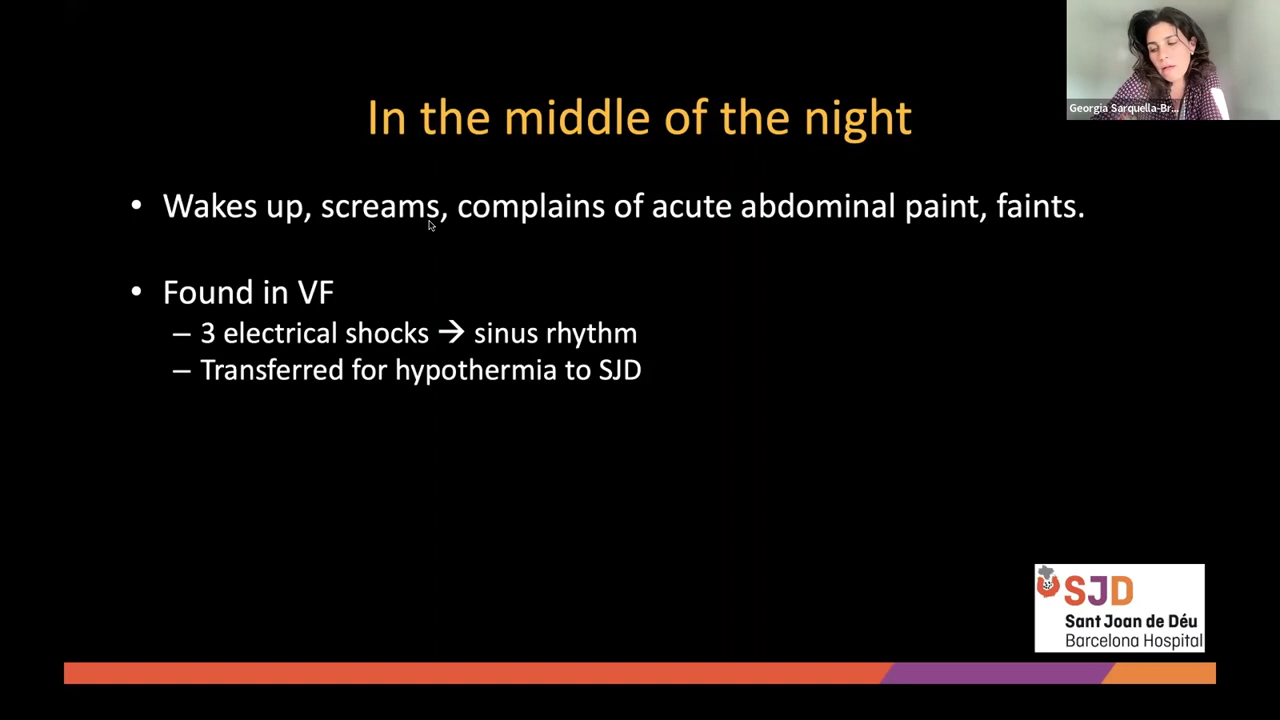 Georgia Sarquella-Br...
In the middle of the night
• Wakes up, screams, complains of acute abdominal paint, faints.
• Found in VF
– 3 electrical shocks → sinus rhythm
– Transferred for hypothermia to SJD
SJD
Sant Joan de Déu
Barcelona Hospital